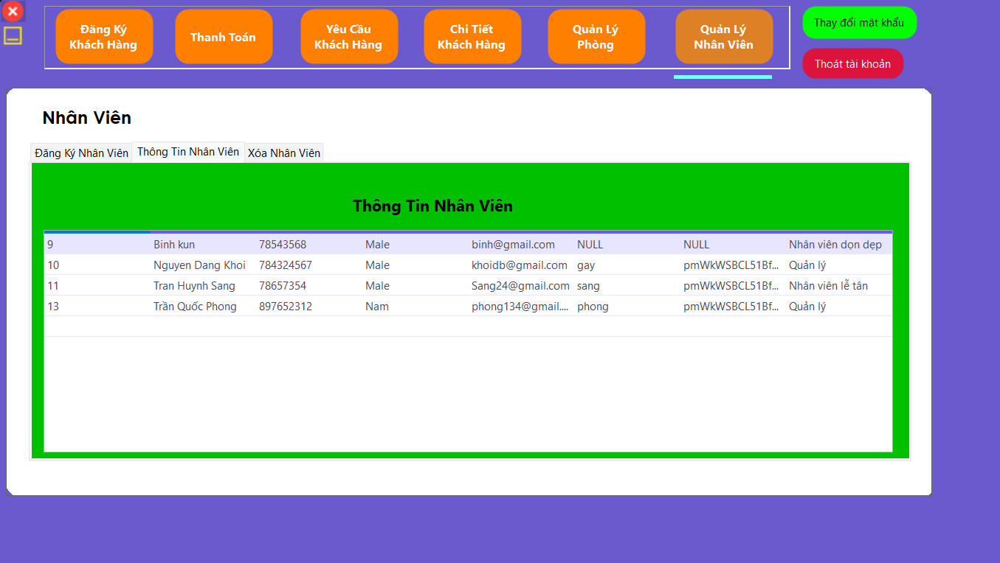 Đăng Ký
Khách Hàng
Thanh Toán
Yêu Cầu
Khách Hàng
Chi Tiết
Khách Hàng
Quản Lý
Phòng
Quản Lý
Nhân Viên
Thay đổi mật khẩu
Thoát tài khoản
Nhân Viên
Đăng Ký Nhân Viên Thông Tin Nhân Viên Xóa Nhân Viên
Thông Tin Nhân Viên
9 Binh kun 78543568 Male binh@gmail.com NULL NULL Nhân viên dọn dẹp
10 Nguyen Dang Khoi 784324567 Male khoidb@gmail.com gay pmWkWSBCL51Bf... Quản lý
11 Tran Huynh Sang 78657354 Male Sang24@gmail.com sang pmWkWSBCL51Bf... Nhân viên lễ tân
13 Trần Quốc Phong 897652312 Nam phong134@gmail.... phong pmWkWSBCL51Bf... Quản lý